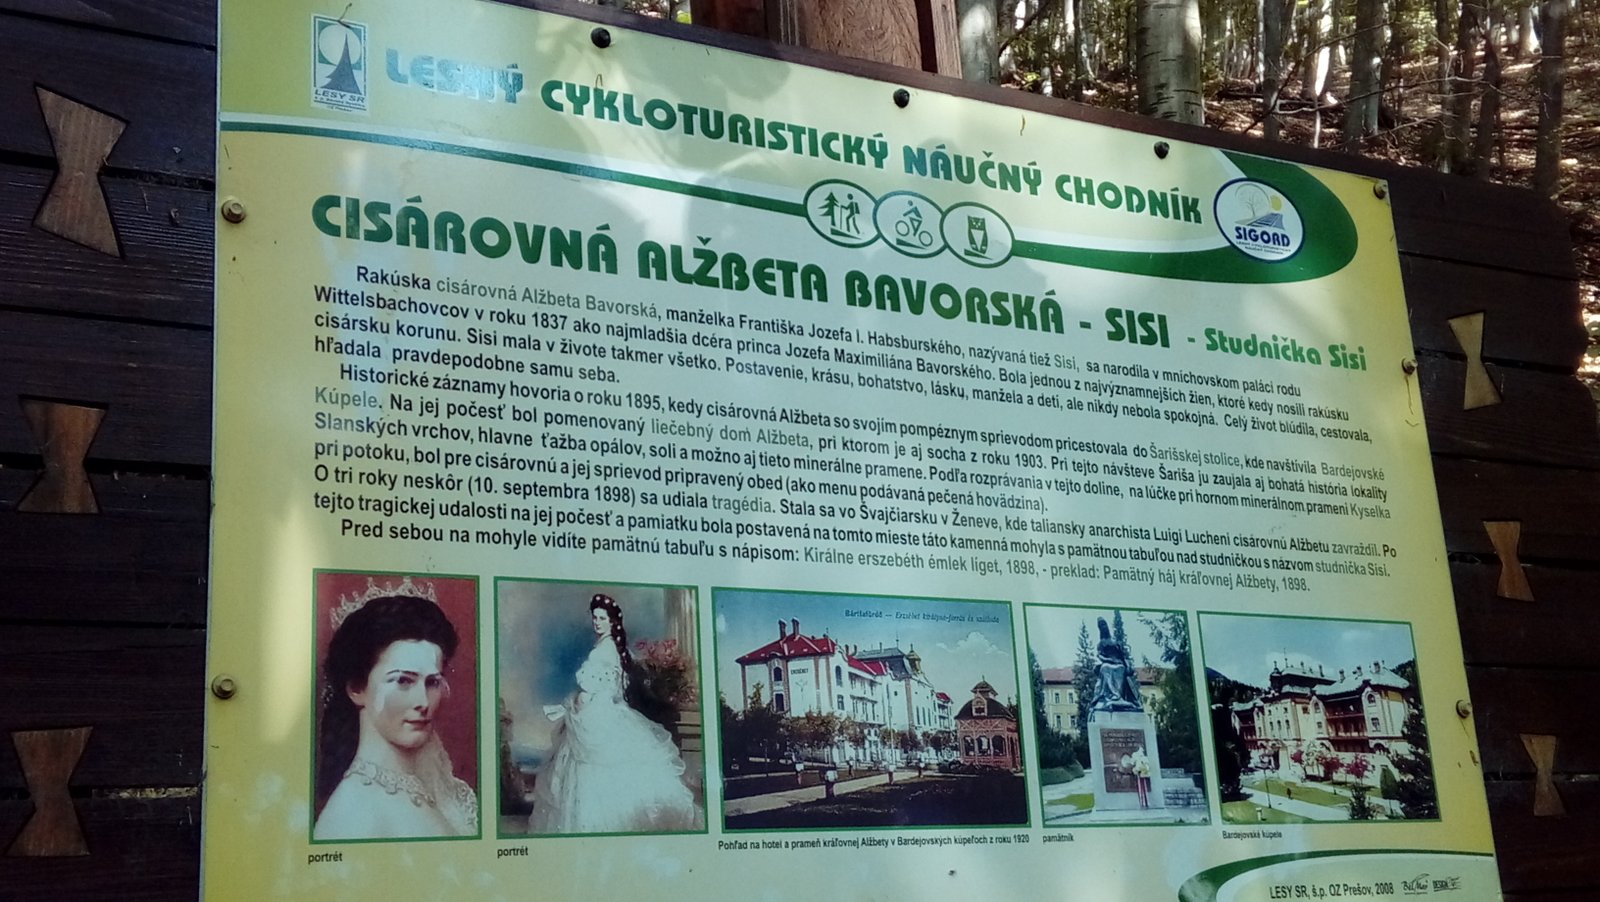 LESY SR
LESNÝ CYKLOTURISTICKÝ NÁUČNÝ CHODNÍK
SIGORD
CISÁROVNÁ ALŽBETA BAVORSKÁ - SISI - Studnička Sisi
Rakúska cisárovná Alžbeta Bavorská, manželka Františka Jozefa I. Habsburského, nazývaná tiež Sisi, sa narodila v mníchovskom paláci rodu
Wittelsbachovcov v roku 1837 ako najmladšia dcéra princa Jozefa Maximiliána Bavorského. Bola jednou z najvýznamnejších žien, ktoré kedy nosili rakúsku
cisársku korunu. Sisi mala v živote takmer všetko. Postavenie, krásu, bohatstvo, lásku, manžela a deti, ale nikdy nebola spokojná. Celý život blúdila, cestovala,
hľadala pravdepodobne samu seba.
Historické záznamy hovoria o roku 1895, kedy cisárovná Alžbeta so svojím pompéznym sprievodom pricestovala do Šarišskej stolice, kde navštívila Bardejovské
Kúpele. Na jej počesť bol pomenovaný liečebný dom Alžbeta, pri ktorom je aj socha z roku 1903. Pri tejto návšteve Šariša ju zaujala aj bohatá história lokality
Slanských vrchov, hlavne ťažba opálov, soli a možno aj tieto minerálne pramene. Podľa rozprávania v tejto doline, na lúčke pri hornom minerálnom prameni Kyselka
pri potoku, bol pre cisárovnú a jej sprievod pripravený obed (ako menu podávaná pečená hovädzina).
O tri roky neskôr (10. septembra 1898) sa udiala tragédia. Stala sa vo Švajčiarsku v Ženeve, kde taliansky anarchista Luigi Lucheni cisárovnú Alžbetu zavraždil. Po
tejto tragickej udalosti na jej počesť a pamiatku bola postavená na tomto mieste táto kamenná mohyla s pamätnou tabuľou nad studničkou s názvom studnička Sisi.
Pred sebou na mohyle vidíte pamätnú tabuľu s nápisom: Királne erszebéth émlek líget, 1898, - preklad: Pamätný háj kráľovnej Alžbety, 1898.
Bártfafürdő — Erzsébet királyné-forrás és szálloda
portrét
portrét
Pohľad na hotel a prameň kráľovnej Alžbety v Bardejovských kúpeľoch z roku 1920
pamätník
Bardejovské kúpele
LESY SR, š.p. OZ Prešov, 2008